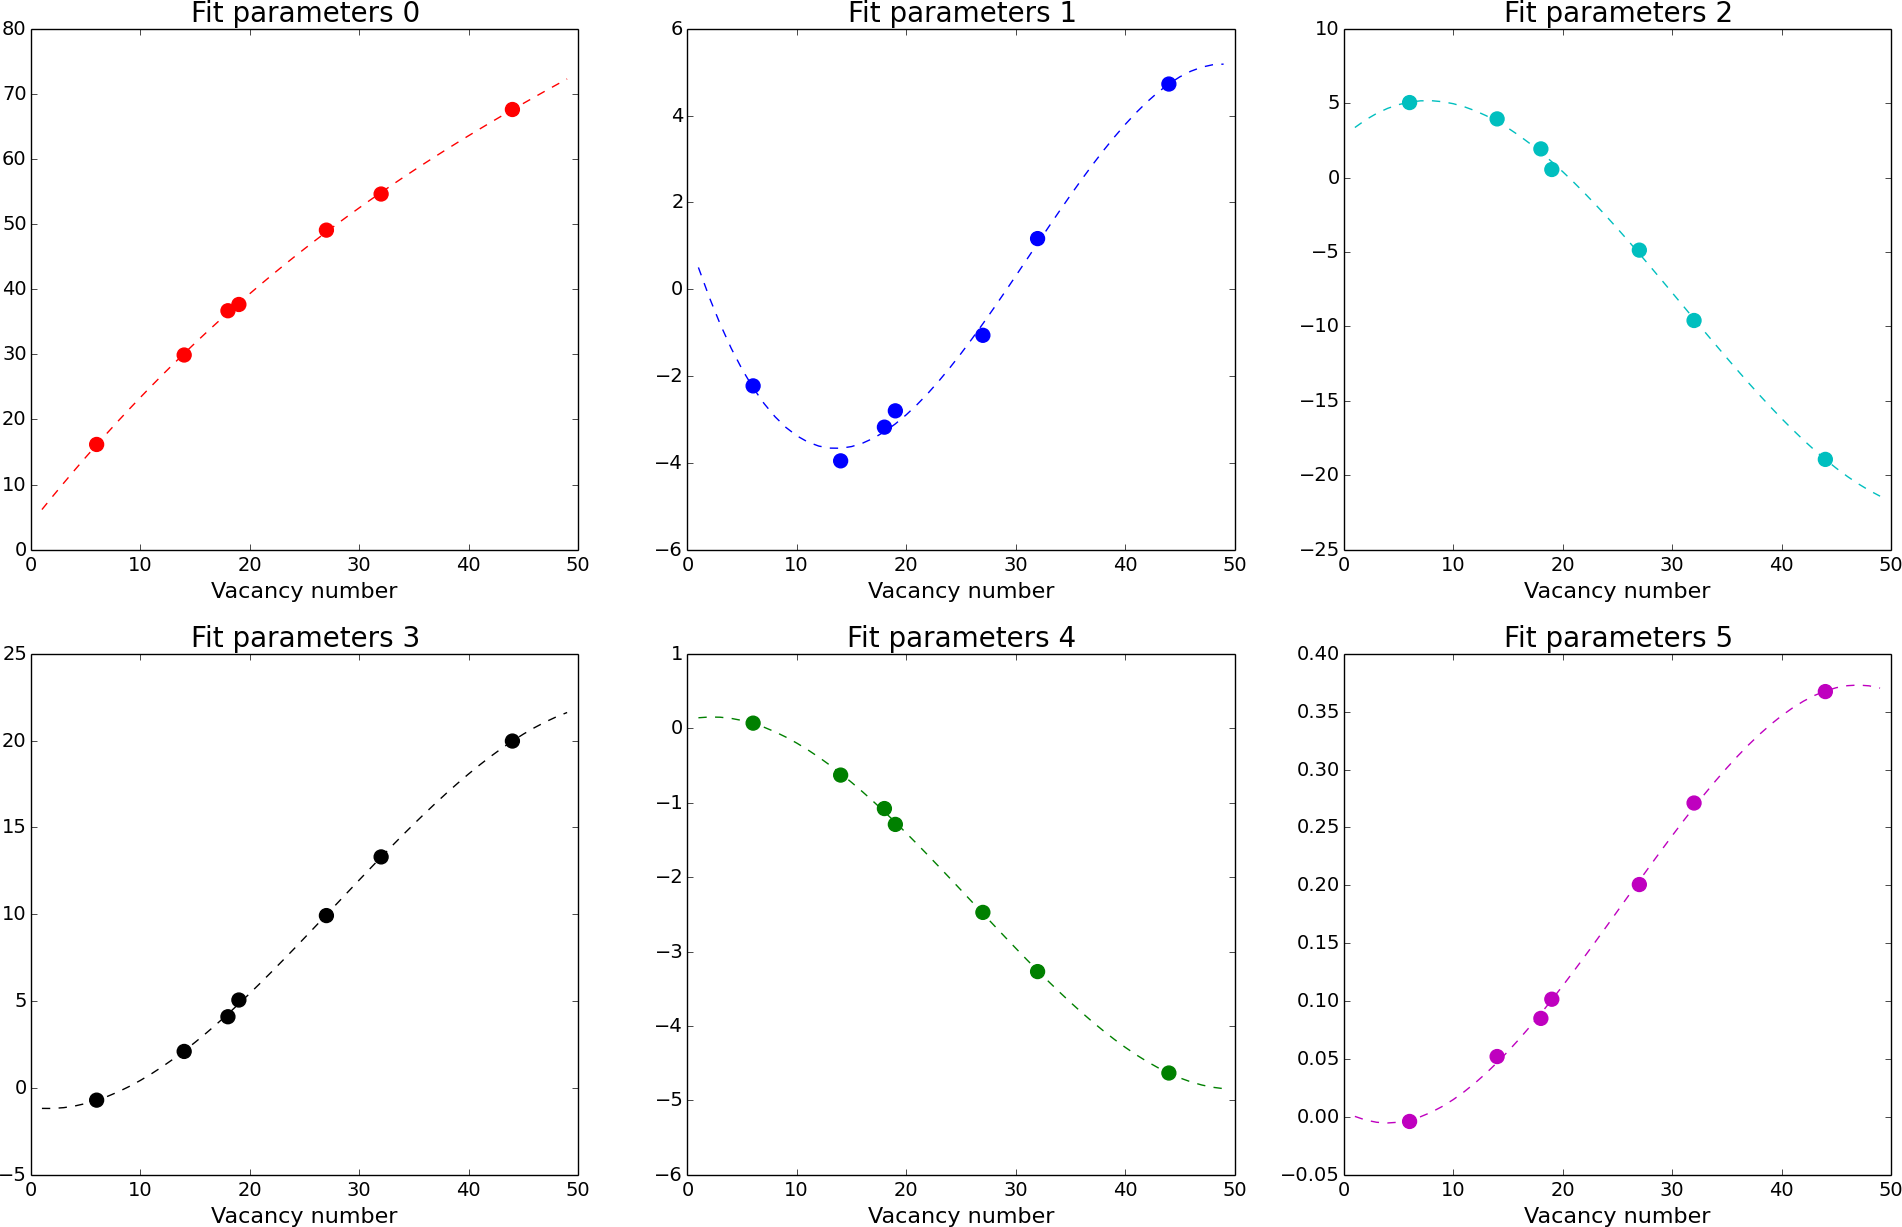 Fit parameters 0
80
70
60
50
40
30
20
10
0
0 10 20 30 40 50
Vacancy number
Fit parameters 1
6
4
2
0
−2
−4
−6
0 10 20 30 40 50
Vacancy number
Fit parameters 2
10
5
0
−5
−10
−15
−20
−25
0 10 20 30 40 50
Vacancy number
Fit parameters 3
25
20
15
10
5
0
−5
0 10 20 30 40 50
Vacancy number
Fit parameters 4
1
0
−1
−2
−3
−4
−5
−6
0 10 20 30 40 50
Vacancy number
Fit parameters 5
0.40
0.35
0.30
0.25
0.20
0.15
0.10
0.05
0.00
−0.05
0 10 20 30 40 50
Vacancy number